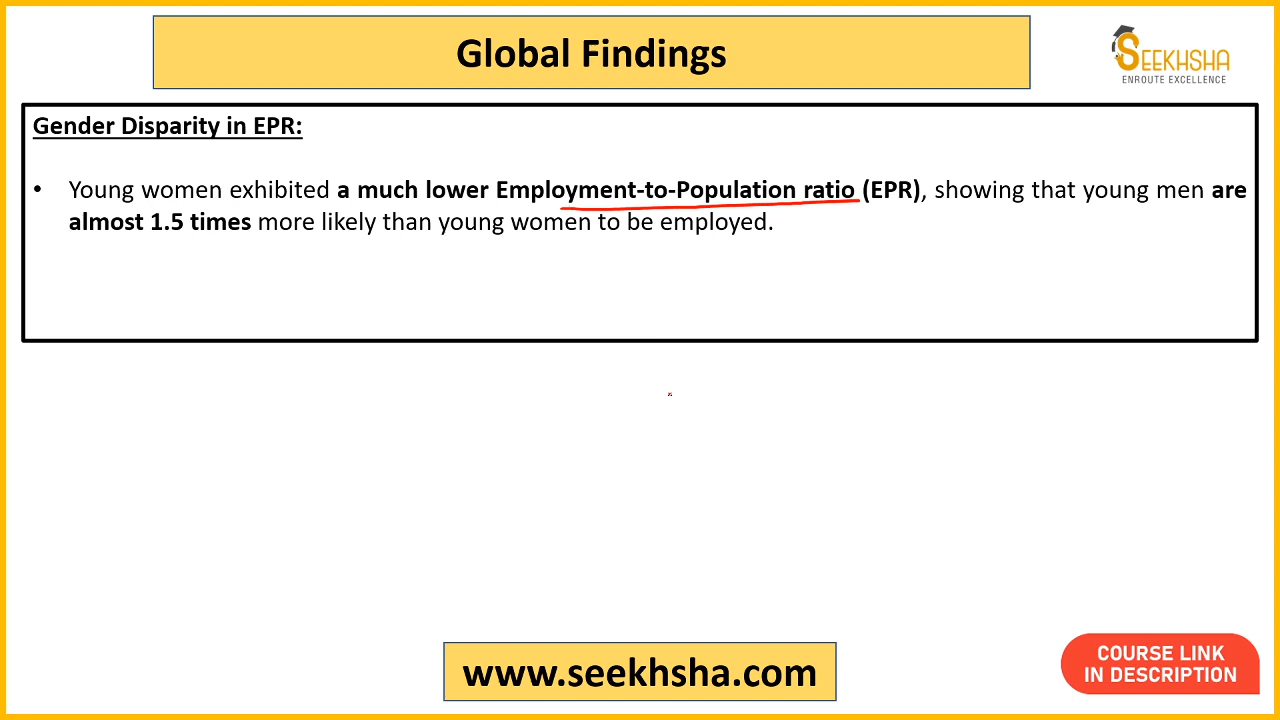 Global Findings
SEEKHSHA
ENROUTE EXCELLENCE
Gender Disparity in EPR:
• Young women exhibited a much lower Employment-to-Population ratio (EPR), showing that young men are
almost 1.5 times more likely than young women to be employed.
www.seekhsha.com
COURSE LINK
IN DESCRIPTION